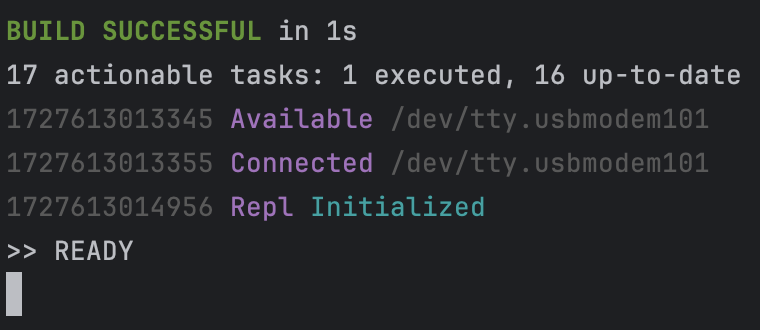 BUILD SUCCESSFUL in 1s
17 actionable tasks: 1 executed, 16 up-to-date
1727613013345 Available /dev/tty.usbmodem101
1727613013355 Connected /dev/tty.usbmodem101
1727613014956 Repl Initialized
>> READY